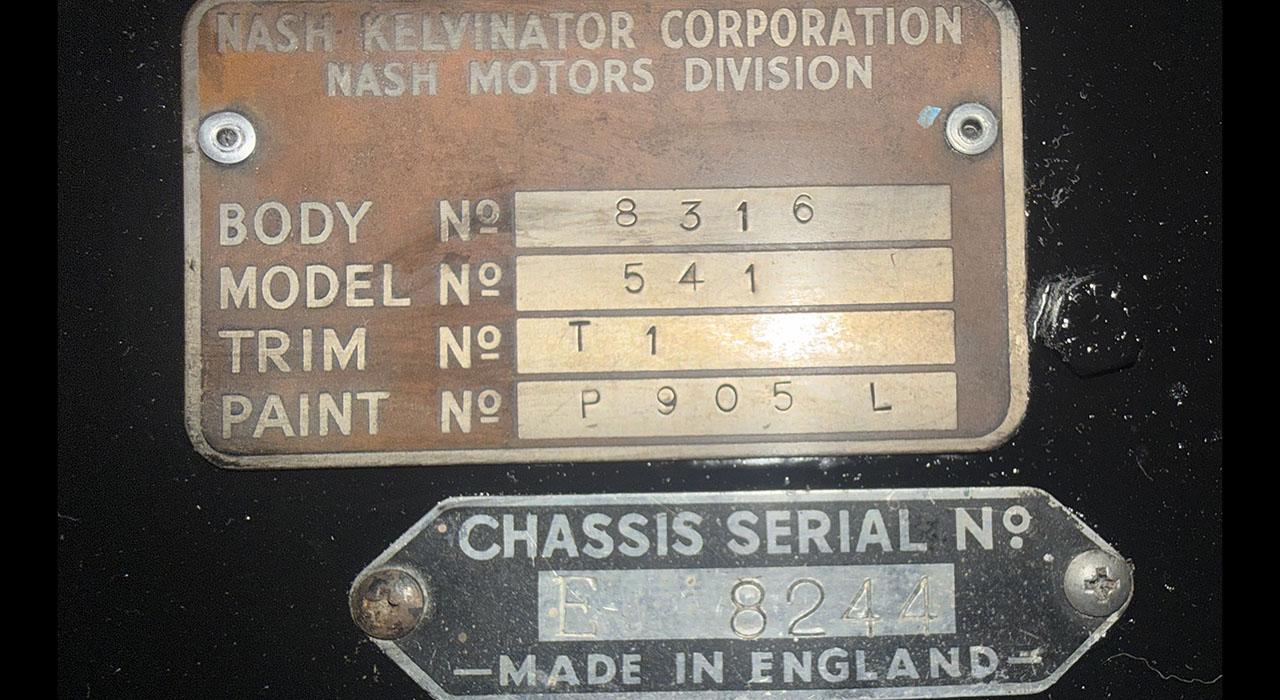 NASH KELVINATOR CORPORATION
NASH MOTORS DIVISION
BODY Nº 8316
MODEL Nº 541
TRIM Nº T 1
PAINT Nº P905 L
CHASSIS SERIAL Nº
E 8244
—MADE IN ENGLAND—